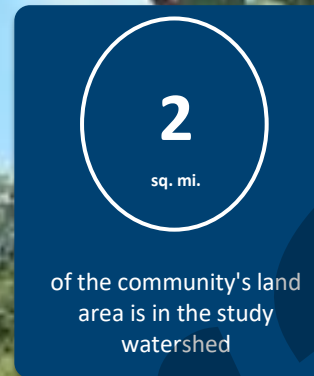 2
sq. mi.
of the community's land
area is in the study
watershed